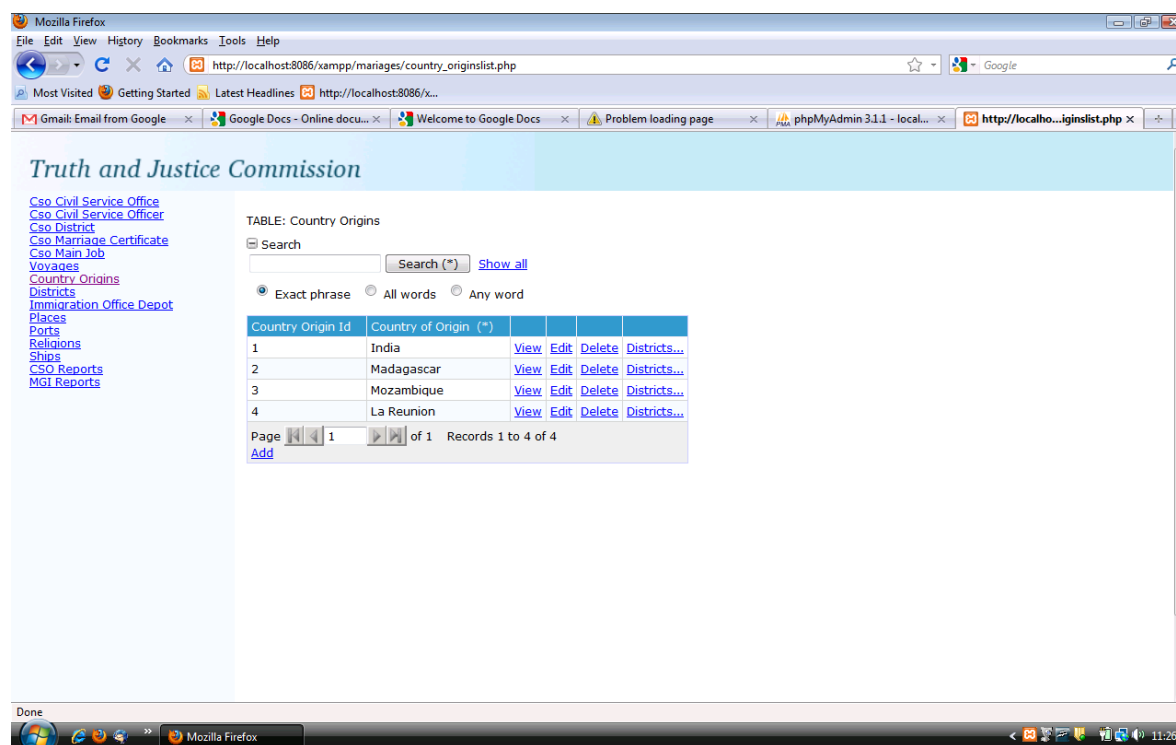 Mozilla Firefox
File Edit View History Bookmarks Tools Help
http://localhost:8086/xampp/mariages/country_originslist.php
Google
Most Visited Getting Started Latest Headlines http://localhost:8086/x...
Gmail: Email from Google Google Docs - Online docu... Welcome to Google Docs Problem loading page phpMyAdmin 3.1.1 - local... http://localho...iginslist.php
Truth and Justice Commission
Cso Civil Service Office
Cso Civil Service Officer
Cso District
Cso Marriage Certificate
Cso Main Job
Voyages
Country Origins
Districts
Immigration Office Depot
Places
Ports
Religions
Ships
CSO Reports
MGI Reports
TABLE: Country Origins
Search
Search (*) Show all
Exact phrase All words Any word
Country Origin Id Country of Origin (*)
1 India View Edit Delete Districts...
2 Madagascar View Edit Delete Districts...
3 Mozambique View Edit Delete Districts...
4 La Reunion View Edit Delete Districts...
Page 1 of 1 Records 1 to 4 of 4
Add
Done
Mozilla Firefox